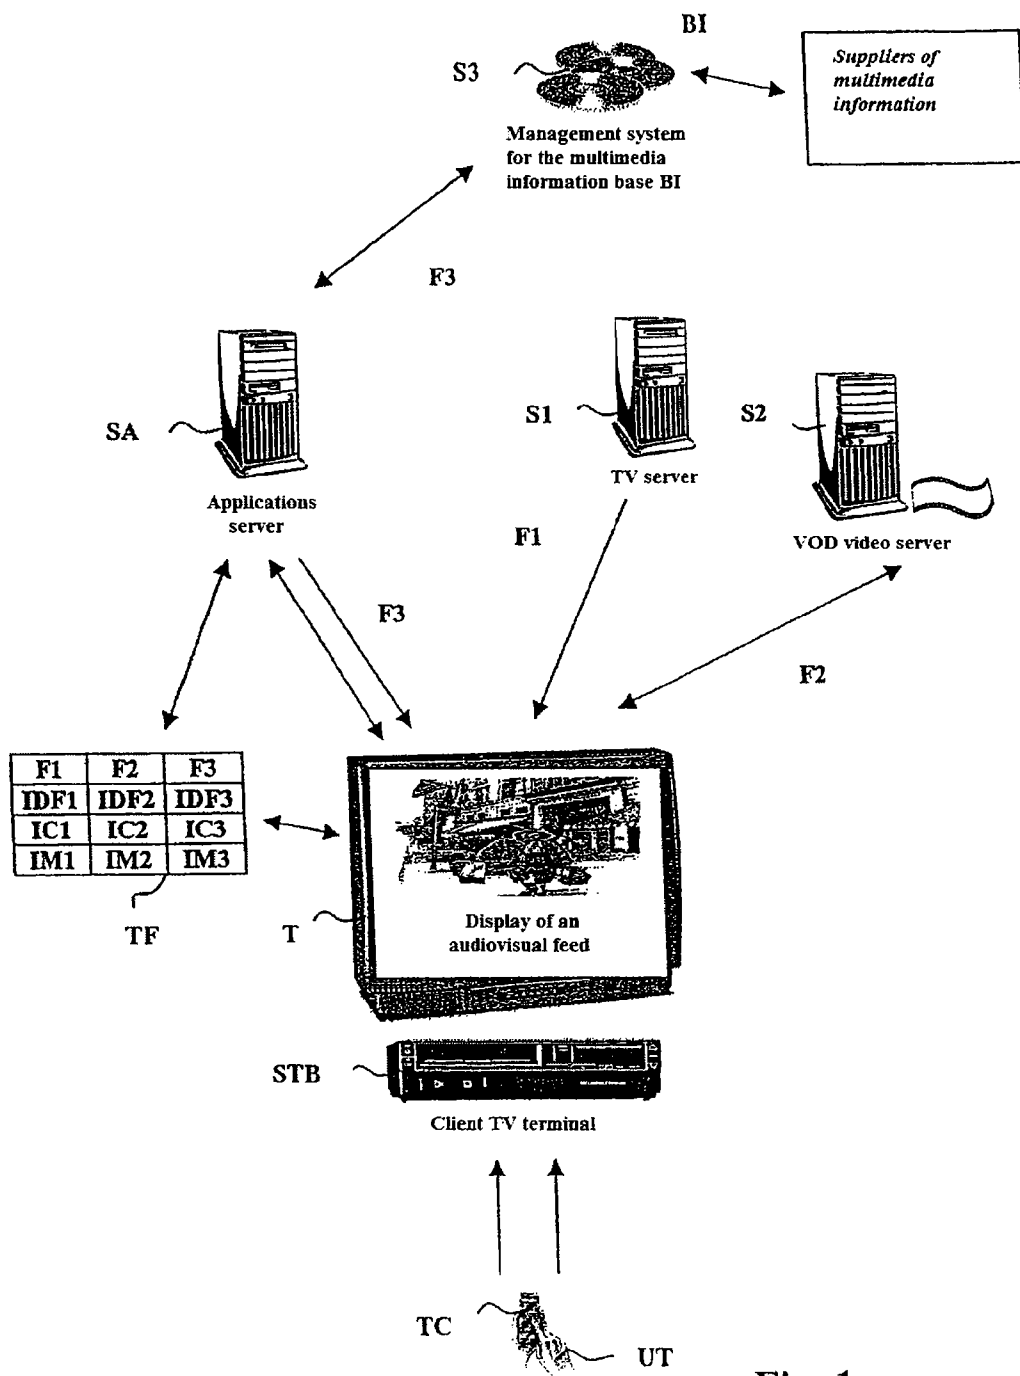 BI
S3
Suppliers of
multimedia
information
Management system
for the multimedia
information base BI
F3
SA
S1
S2
TV server
Applications
server
F1
VOD video server
F3
F2
F1 F2 F3
IDF1 IDF2 IDF3
IC1 IC2 IC3
IM1 IM2 IM3
TF
T
Display of an
audiovisual feed
STB
Client TV terminal
TC
UT